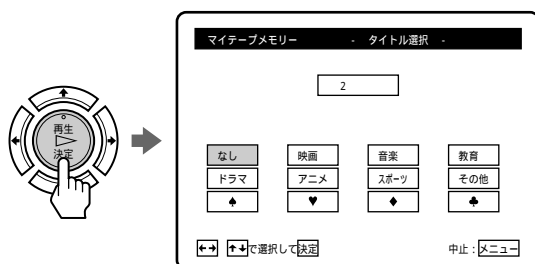 マイテープメモリー - タイトル選択 -
2
再生
決定
なし 映画 音楽 教育
ドラマ アニメ スポーツ その他
♠ ♥ ♦ ♣
←→ ↑↓で選択して決定 中止：メニュー